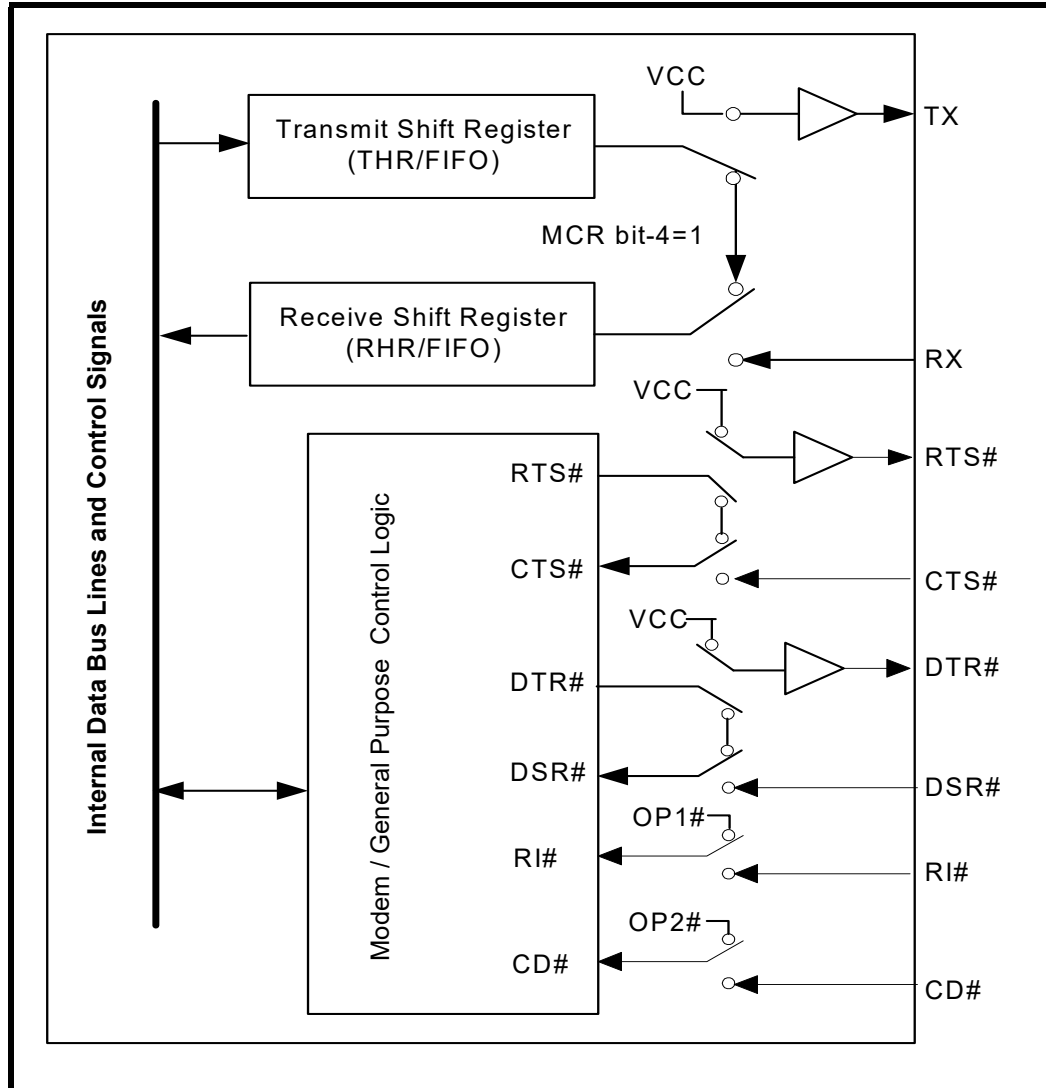 VCC
TX
Transmit Shift Register
(THR/FIFO)
MCR bit-4=1
Receive Shift Register
(RHR/FIFO)
RX
VCC
RTS#
RTS#
CTS#
CTS#
VCC
DTR#
DTR#
DSR#
DSR#
OP1#
RI#
RI#
OP2#
CD#
CD#
Internal Data Bus Lines and Control Signals
Modem / General Purpose Control Logic